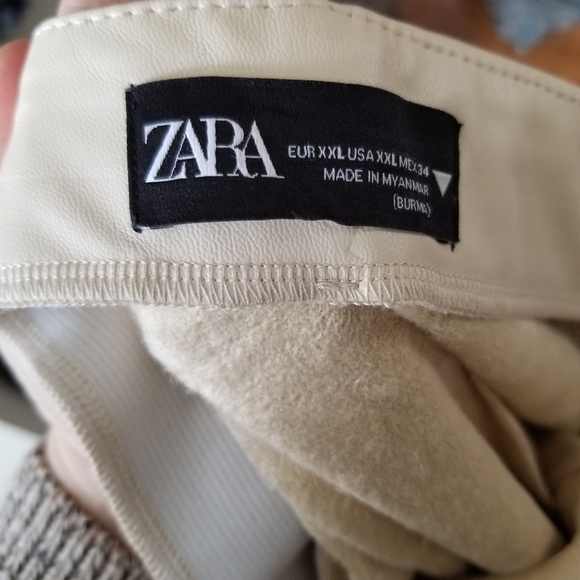 ZARA
EUR XXL USA XXL MEX 34
MADE IN MYANMAR
(BURMA)